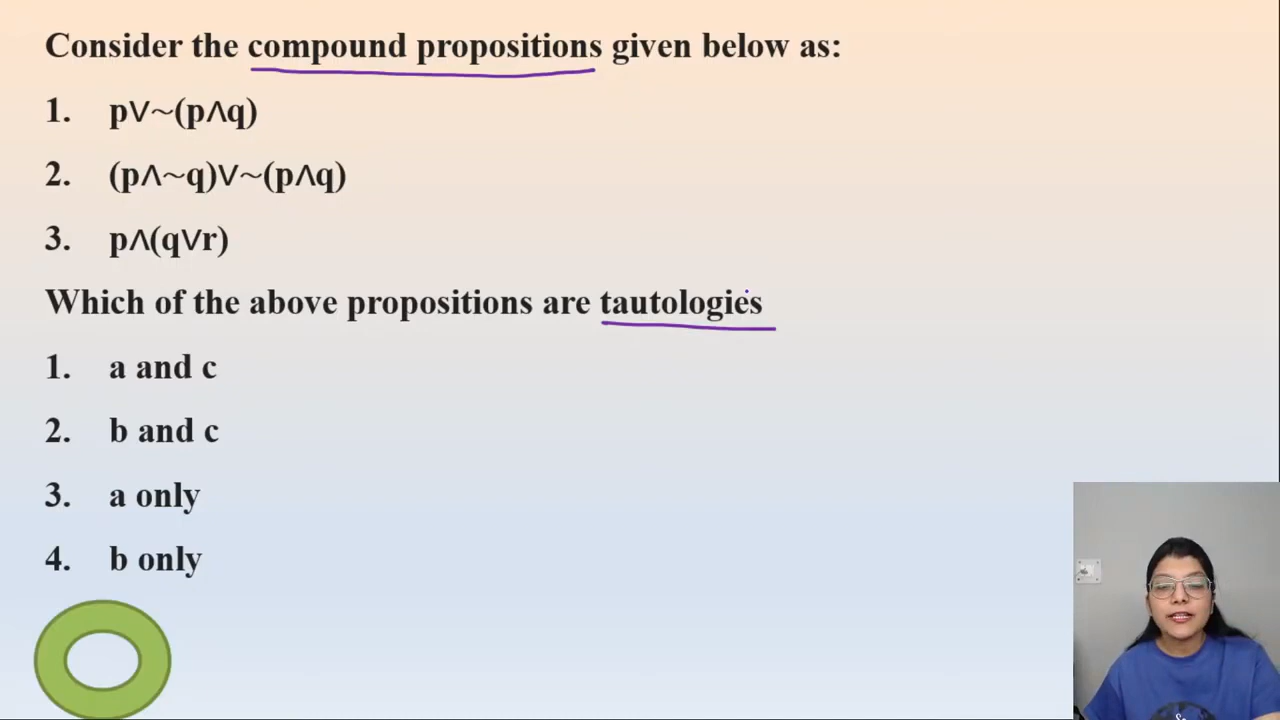 Consider the compound propositions given below as:
1. p∨~(p∧q)
2. (p∧~q)∨~(p∧q)
3. p∧(q∨r)
Which of the above propositions are tautologies
1. a and c
2. b and c
3. a only
4. b only